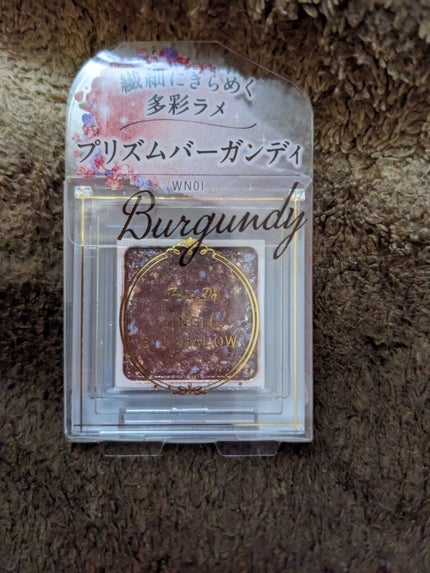 繊細にきらめく
多彩ラメ
プリズムバーガンディ
WN01
Burgundy
SINGLE
EYESHADOW